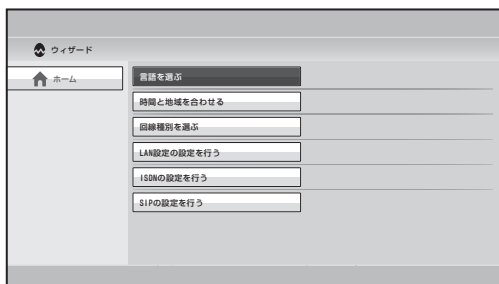 ウィザード
ホーム
言語を選ぶ
時間と地域を合わせる
回線種別を選ぶ
LAN設定の設定を行う
ISDNの設定を行う
SIPの設定を行う